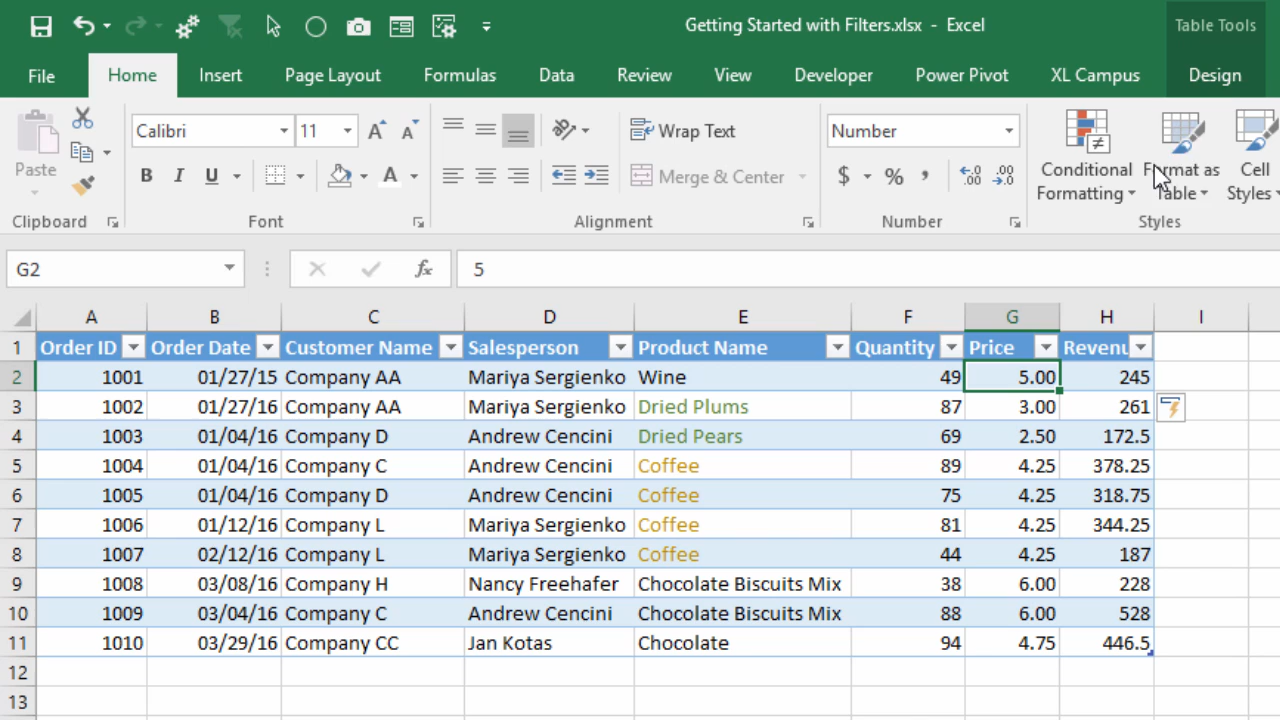 Getting Started with Filters.xlsx - Excel
Table Tools
File Home Insert Page Layout Formulas Data Review View Developer Power Pivot XL Campus Design
Paste
Calibri 11
B I U A
Wrap Text
Merge & Center
Number
$ % , .00 .00
Conditional Formatting
Format as Table
Cell Styles
Clipboard Font Alignment Number Styles
G2 fx 5
A B C D E F G H I
1 Order ID Order Date Customer Name Salesperson Product Name Quantity Price Revenu
2 1001 01/27/15 Company AA Mariya Sergienko Wine 49 5.00 245
3 1002 01/27/16 Company AA Mariya Sergienko Dried Plums 87 3.00 261
4 1003 01/04/16 Company D Andrew Cencini Dried Pears 69 2.50 172.5
5 1004 01/04/16 Company C Andrew Cencini Coffee 89 4.25 378.25
6 1005 01/04/16 Company D Andrew Cencini Coffee 75 4.25 318.75
7 1006 01/12/16 Company L Mariya Sergienko Coffee 81 4.25 344.25
8 1007 02/12/16 Company L Mariya Sergienko Coffee 44 4.25 187
9 1008 03/08/16 Company H Nancy Freehafer Chocolate Biscuits Mix 38 6.00 228
10 1009 03/04/16 Company C Andrew Cencini Chocolate Biscuits Mix 88 6.00 528
11 1010 03/29/16 Company CC Jan Kotas Chocolate 94 4.75 446.5
12
13